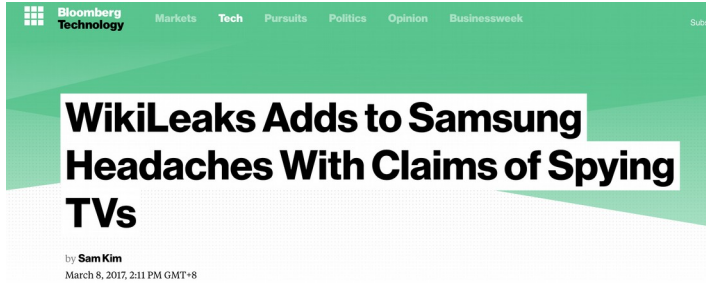 Bloomberg
Technology
Markets Tech Pursuits Politics Opinion Businessweek
WikiLeaks Adds to Samsung
Headaches With Claims of Spying
TVs
by Sam Kim
March 8, 2017, 2:11 PM GMT+8